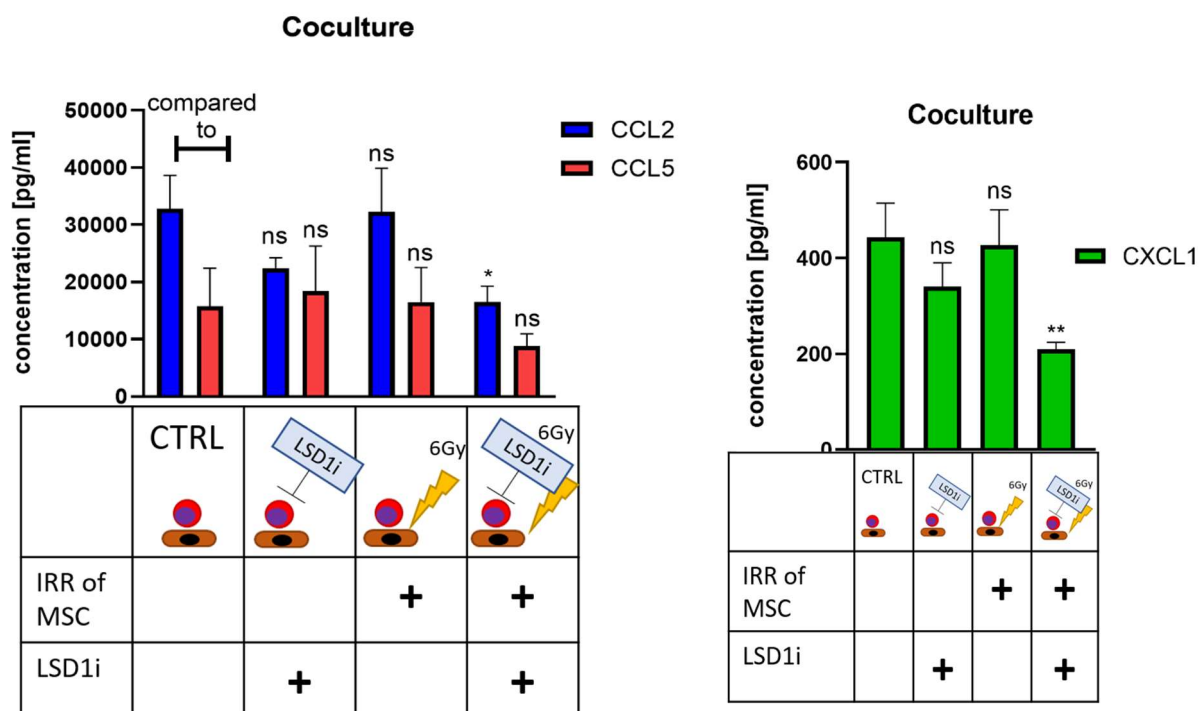 Coculture
compared
to
50000
40000
30000
20000
10000
0
concentration [pg/ml]
CCL2
CCL5
ns
ns
ns
ns
*
ns
CTRL
LSD1i
6Gy
6Gy
LSD1i
IRR of
MSC
+
+
LSD1i
+
+
Coculture
600
400
200
0
concentration [pg/ml]
CXCL1
ns
ns
**
CTRL
LSD1i
6Gy
6Gy
LSD1i
IRR of
MSC
+
+
LSD1i
+
+